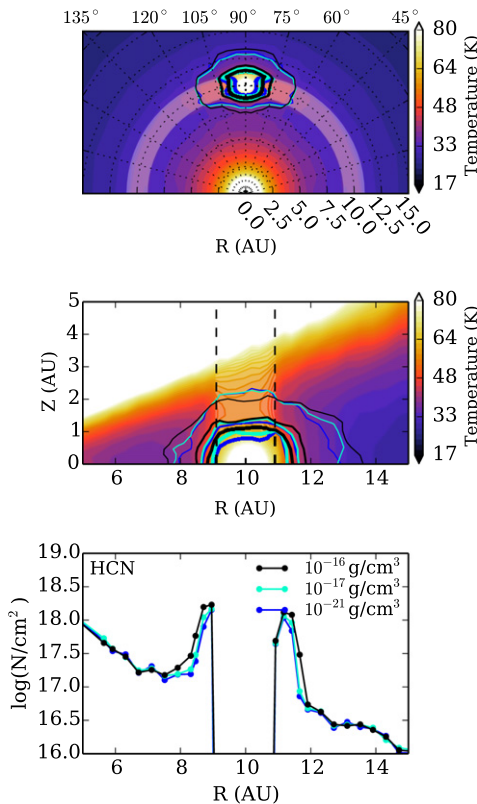 135° 120° 105° 90° 75° 60° 45°
80
64
48
33
17
Temperature (K)
0.0 2.5 5.0 7.5 10.0 12.5 15.0
R (AU)
5
4
3
2
1
0
Z (AU)
6 8 10 12 14
R (AU)
80
64
48
33
17
Temperature (K)
HCN
10⁻¹⁶ g/cm³
10⁻¹⁷ g/cm³
10⁻²¹ g/cm³
19.0
18.5
18.0
17.5
17.0
16.5
16.0
log(N/cm²)
6 8 10 12 14
R (AU)